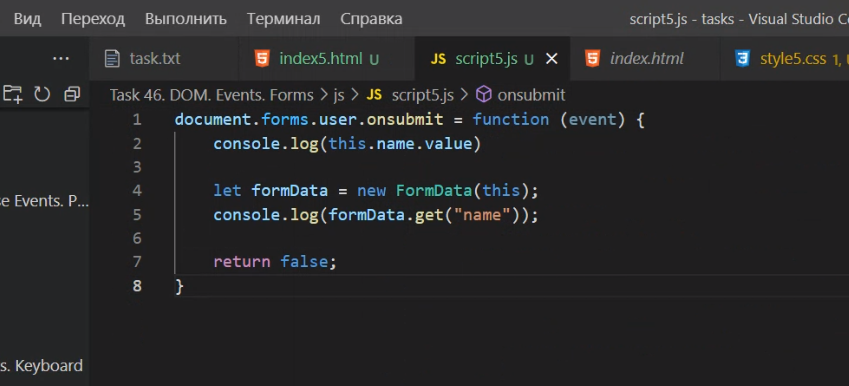 Вид Переход Выполнить Терминал Справка script5.js - tasks - Visual Studio Co
... task.txt index5.html U JS script5.js U × index.html style5.css 1, U
Task 46. DOM. Events. Forms > js > JS script5.js > onsubmit
1 document.forms.user.onsubmit = function (event) {
2 console.log(this.name.value)
3
se Events. P...
4 let formData = new FormData(this);
5 console.log(formData.get("name"));
6
7 return false;
8 }
s. Keyboard